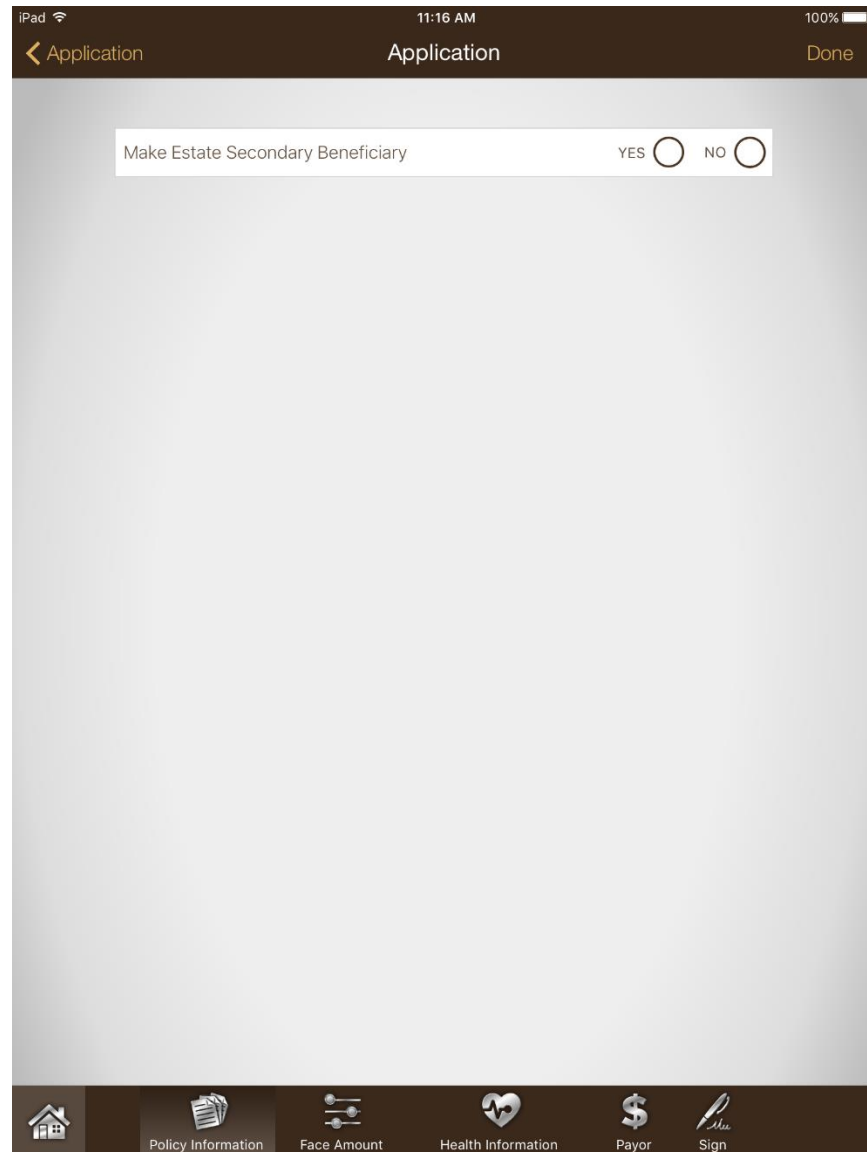 iPad 11:16 AM 100%
Application Application Done
Make Estate Secondary Beneficiary YES NO
Policy Information Face Amount Health Information Payor Sign